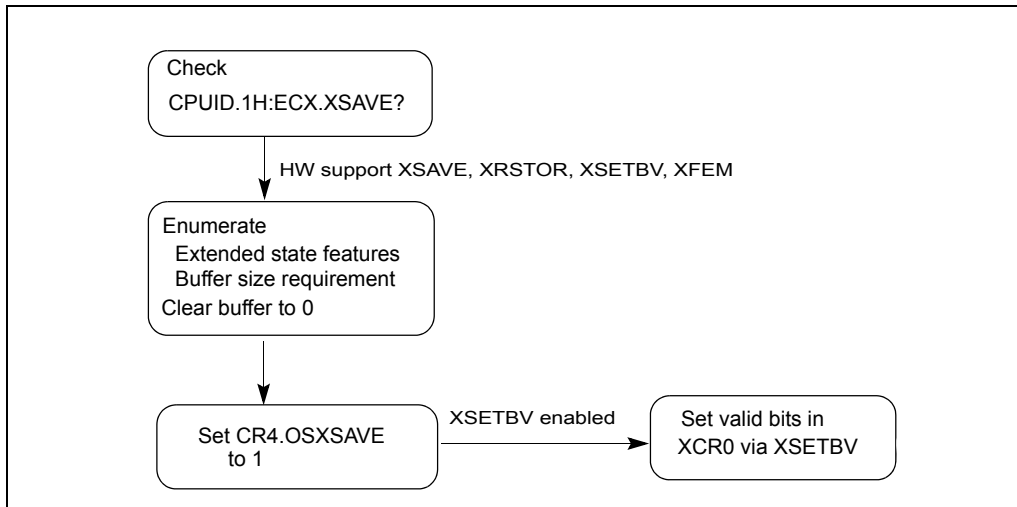 Check
CPUID.1H:ECX.XSAVE?
HW support XSAVE, XRSTOR, XSETBV, XFEM
Enumerate
Extended state features
Buffer size requirement
Clear buffer to 0
Set CR4.OSXSAVE
to 1
XSETBV enabled
Set valid bits in
XCR0 via XSETBV